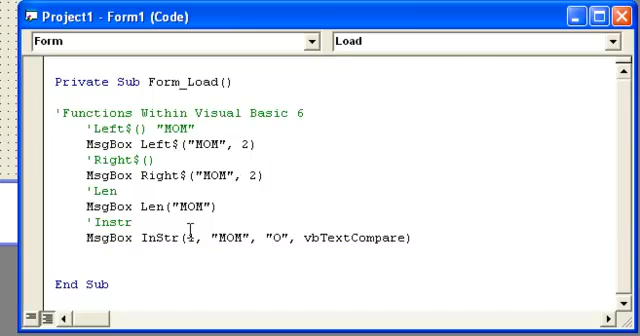 Project1 - Form1 (Code)
Form Load
Private Sub Form_Load()
'Functions Within Visual Basic 6
'Left$() "MOM"
MsgBox Left$("MOM", 2)
'Right$()
MsgBox Right$("MOM", 2)
'Len
MsgBox Len("MOM")
'Instr
MsgBox InStr(1, "MOM", "O", vbTextCompare)
End Sub